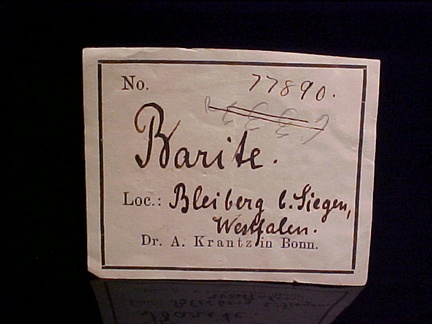 No. 77890.
Barite.
Loc.: Bleiberg b. Siegen,
Westfalen.
Dr. A. Krantz in Bonn.